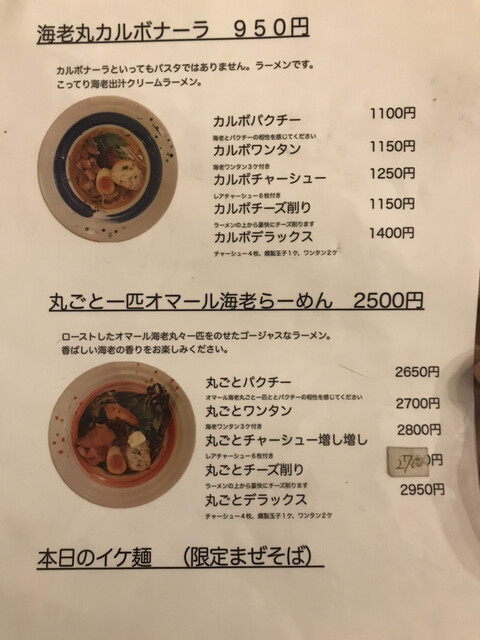 海老丸カルボナーラ　９５０円
カルボナーラといってもパスタではありません。ラーメンです。
こってり海老出汁クリームラーメン。
カルボパクチー 1100円
海老とパクチーの相性を感じてください
カルボワンタン 1150円
海老ワンタン３ケ付き
カルボチャーシュー 1250円
レアチャーシュー６枚付き
カルボチーズ削り 1150円
ラーメンの上から豪快にチーズ削ります
カルボデラックス 1400円
チャーシュー４枚、燻製玉子１ケ、ワンタン２ケ
丸ごと一匹オマール海老らーめん　2500円
ローストしたオマール海老丸々一匹をのせたゴージャスなラーメン。
香ばしい海老の香りをお楽しみください。
丸ごとパクチー 2650円
オマール海老丸ごと一匹とパクチーの相性を感じてください
丸ごとワンタン 2700円
海老ワンタン３ケ付き
丸ごとチャーシュー増し増し 2800円
レアチャーシュー６枚付き
丸ごとチーズ削り 2700円
ラーメンの上から豪快にチーズ削ります
丸ごとデラックス 2950円
チャーシュー４枚、燻製玉子１ケ、ワンタン２ケ
本日のイケ麺　（限定まぜそば）